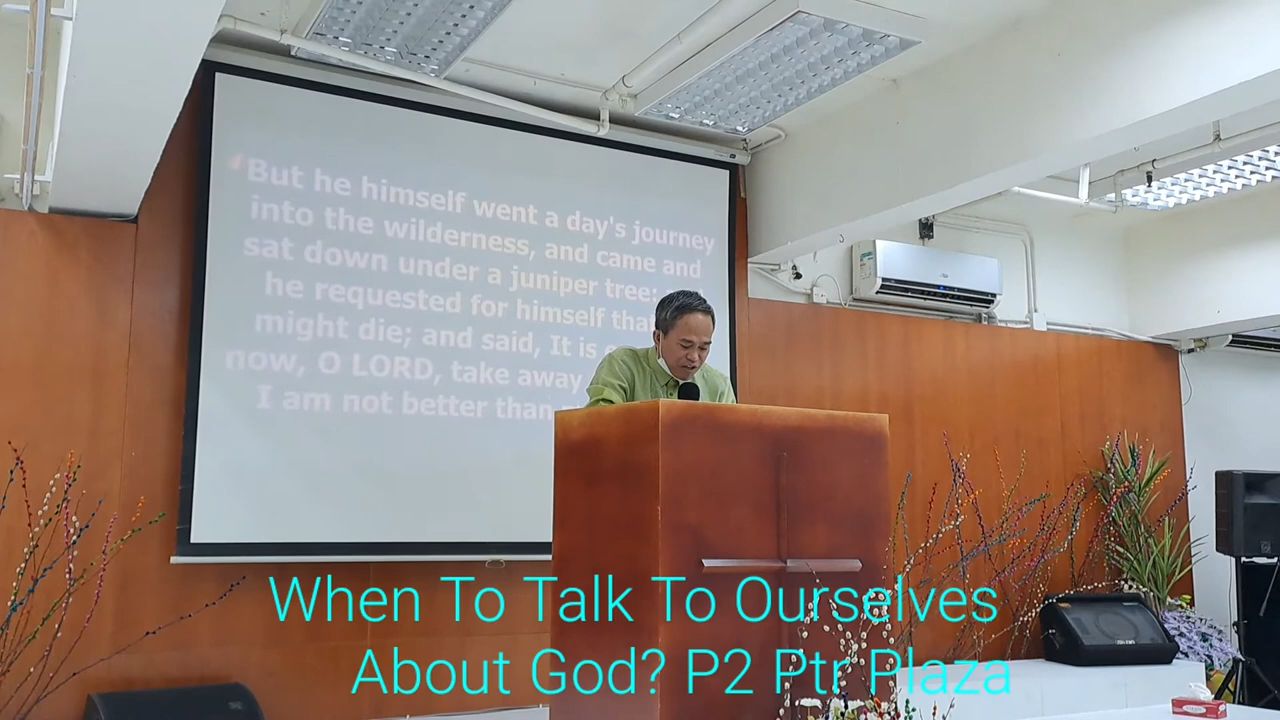 But he himself went a day's journey
into the wilderness, and came and
sat down under a juniper tree:
he requested for himself
might die; and said, It is
now, O LORD, take away
I am not better than
When To Talk To Ourselves
About God? P2 Ptr Plaza